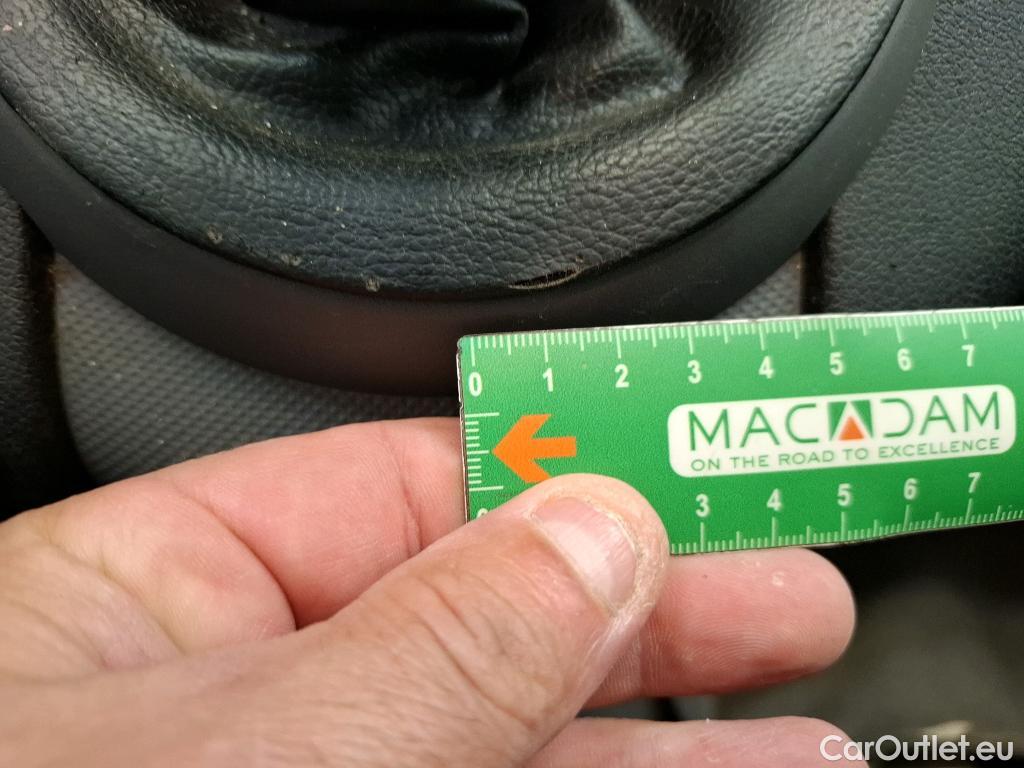 0 1 2 3 4 5 6 7
MACADAM
ON THE ROAD TO EXCELLENCE
3 4 5 6 7
CarOutlet.eu